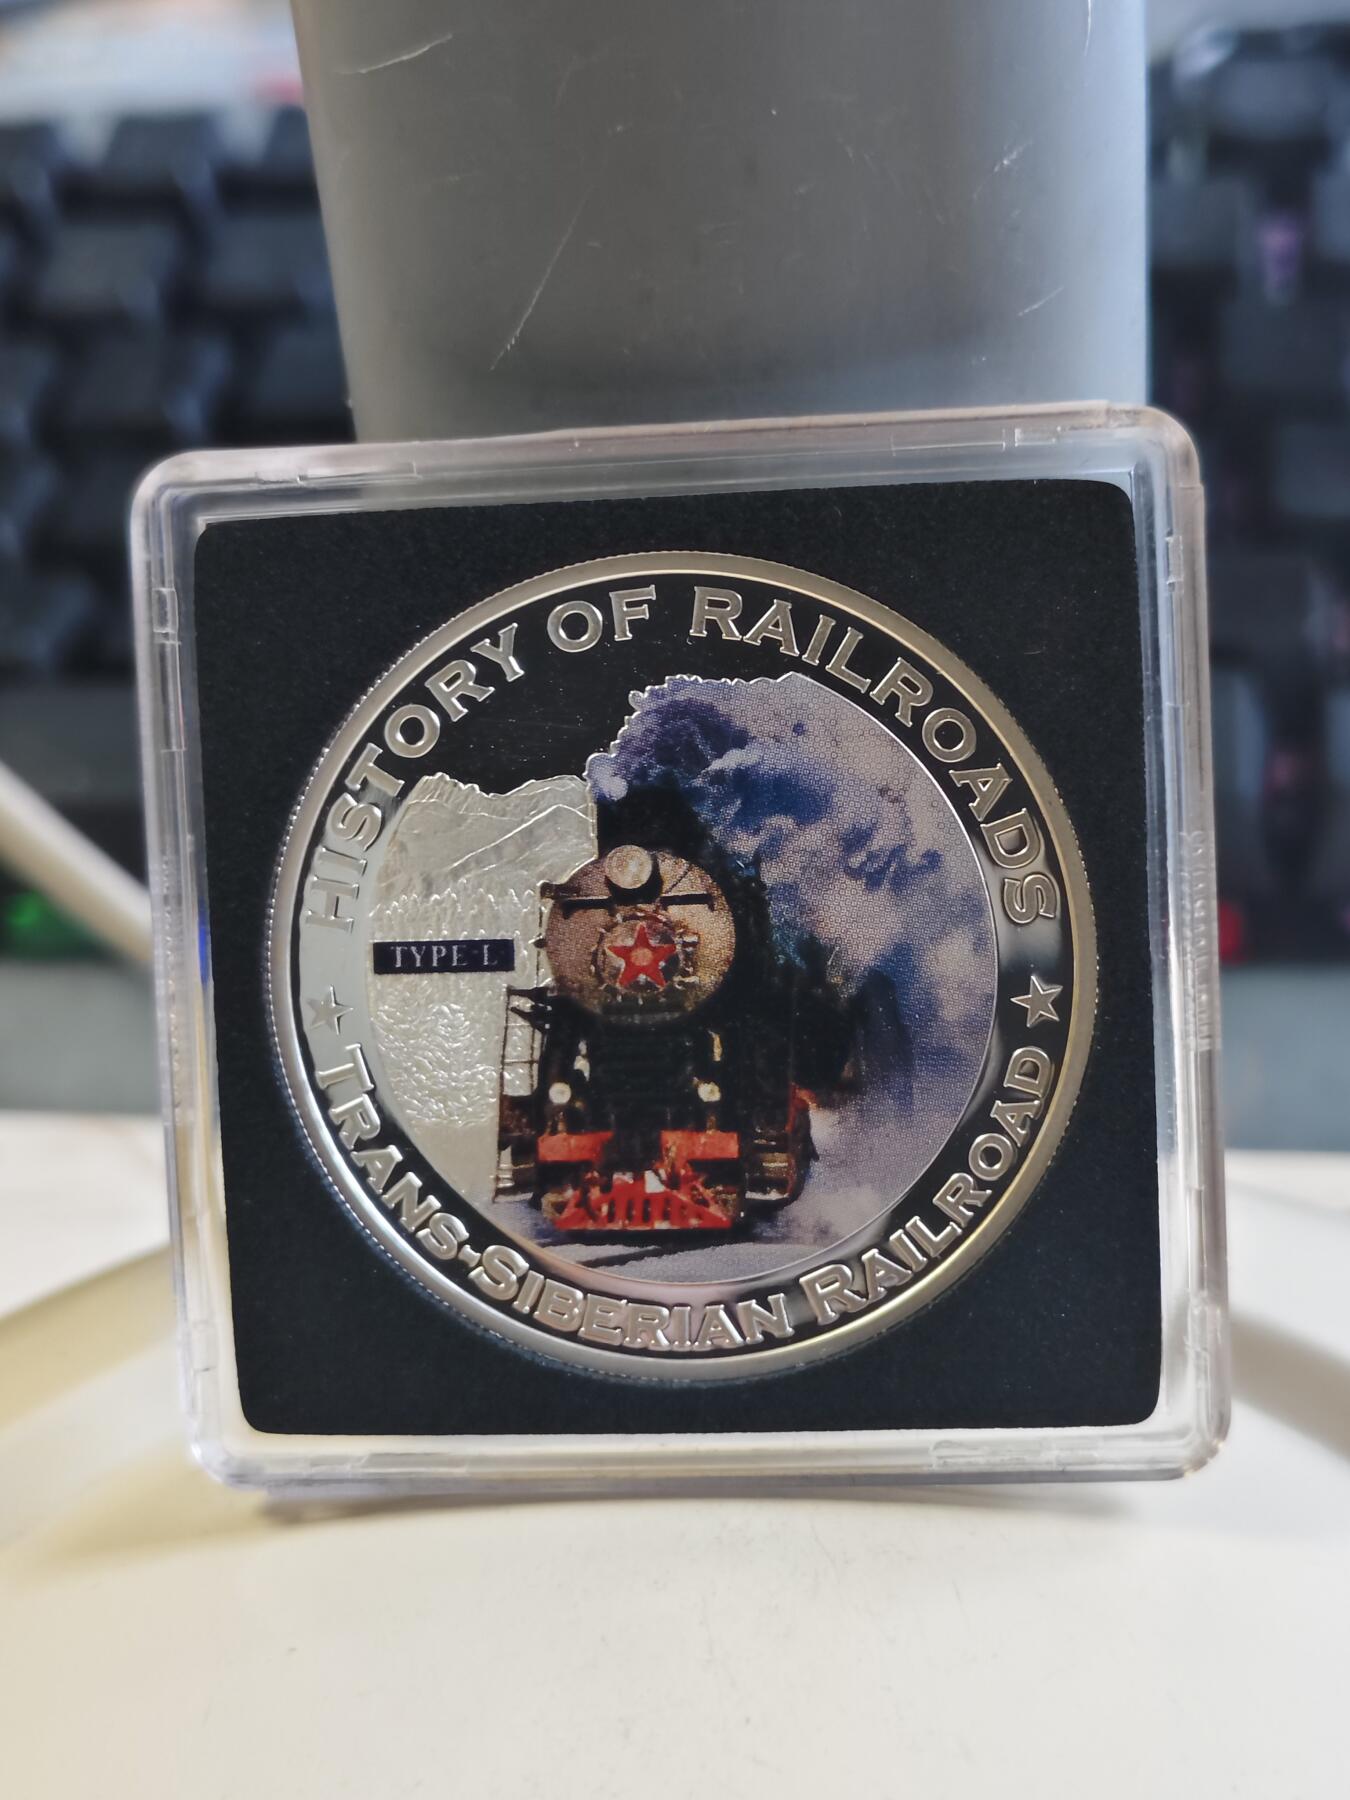 HISTORY OF RAILROADS
TYPE-L
★ TRANS-SIBERIAN RAILROAD ★